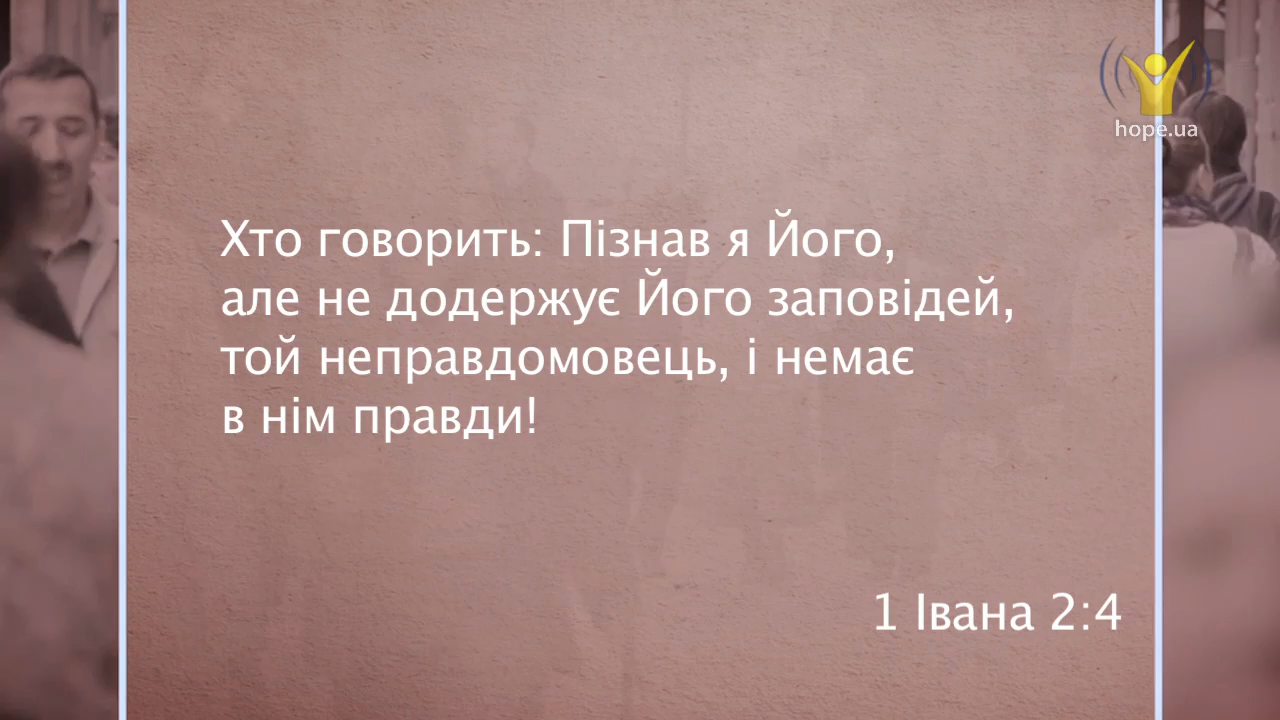 hope.ua
Хто говорить: Пізнав я Його,
але не додержує Його заповідей,
той неправдомовець, і немає
в нім правди!
1 Івана 2:4